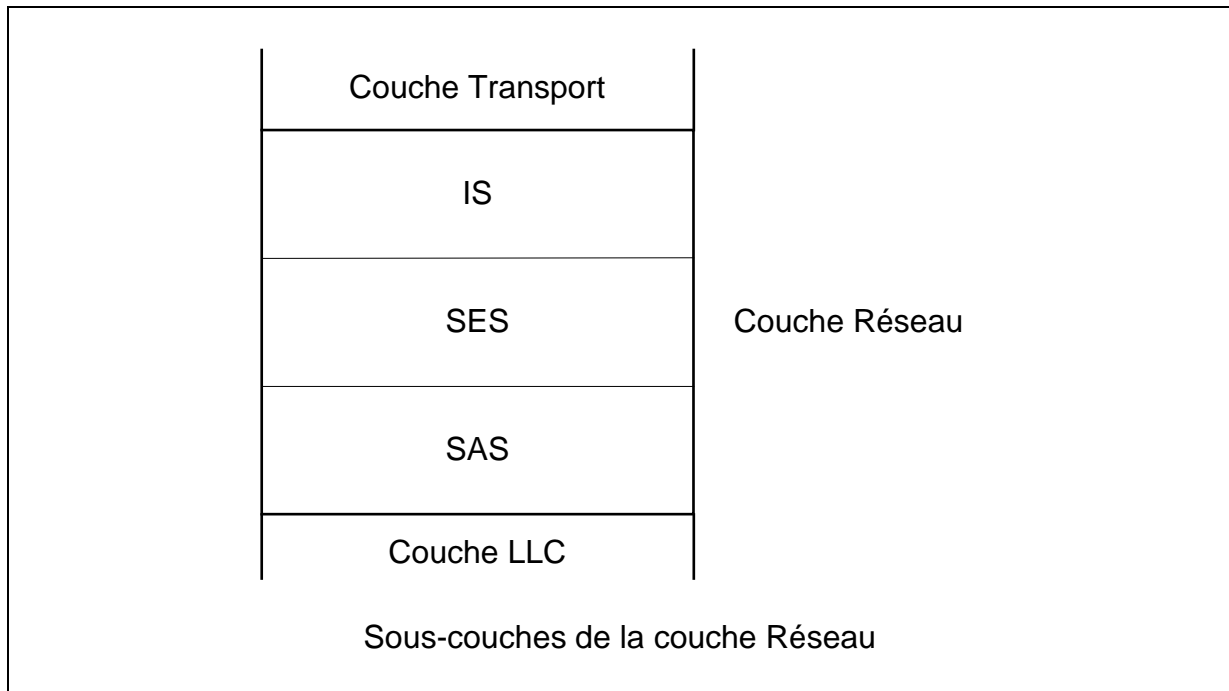 Couche Transport
IS
SES
Couche Réseau
SAS
Couche LLC
Sous-couches de la couche Réseau